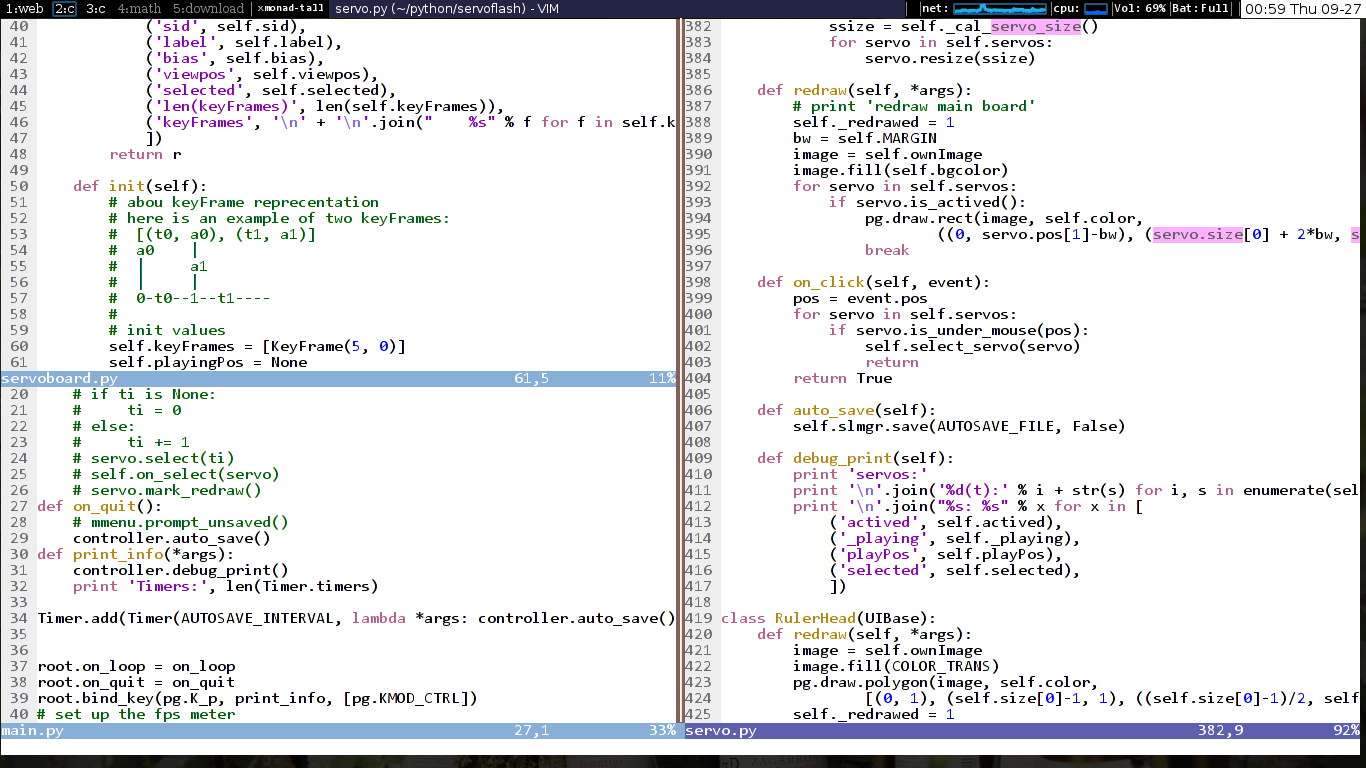 1:web 2:c 3:c 4:math 5:download xmonad-tall servo.py (~/python/servoflash) - VIM net: cpu: Vol: 69% Bat:Full 00:59 Thu 09-27
40             ('sid', self.sid),
41             ('label', self.label),
42             ('bias', self.bias),
43             ('viewpos', self.viewpos),
44             ('selected', self.selected),
45             ('len(keyFrames)', len(self.keyFrames)),
46             ('keyFrames', '\n' + '\n'.join("    %s" % f for f in self.k
47             ])
48         return r
49
50     def init(self):
51         # abou keyFrame reprecentation
52         # here is an example of two keyFrames:
53         #  [(t0, a0), (t1, a1)]
54         #  a0    |
55         #  |     a1
56         #  |     |
57         #  0-t0--1--t1----
58         #
59         # init values
60         self.keyFrames = [KeyFrame(5, 0)]
61         self.playingPos = None
servoboard.py 61,5 11%
20     # if ti is None:
21     #     ti = 0
22     # else:
23     #     ti += 1
24     # servo.select(ti)
25     # self.on_select(servo)
26     # servo.mark_redraw()
27 def on_quit():
28     # mmenu.prompt_unsaved()
29     controller.auto_save()
30 def print_info(*args):
31     controller.debug_print()
32     print 'Timers:', len(Timer.timers)
33
34 Timer.add(Timer(AUTOSAVE_INTERVAL, lambda *args: controller.auto_save()
35
36
37 root.on_loop = on_loop
38 root.on_quit = on_quit
39 root.bind_key(pg.K_p, print_info, [pg.KMOD_CTRL])
40 # set up the fps meter
main.py 27,1 33%
382             ssize = self._cal_servo_size()
383             for servo in self.servos:
384                 servo.resize(ssize)
385
386     def redraw(self, *args):
387         # print 'redraw main board'
388         self._redrawed = 1
389         bw = self.MARGIN
390         image = self.ownImage
391         image.fill(self.bgcolor)
392         for servo in self.servos:
393             if servo.is_actived():
394                 pg.draw.rect(image, self.color,
395                         ((0, servo.pos[1]-bw), (servo.size[0] + 2*bw, s
396                 break
397
398     def on_click(self, event):
399         pos = event.pos
400         for servo in self.servos:
401             if servo.is_under_mouse(pos):
402                 self.select_servo(servo)
403                 return
404         return True
405
406     def auto_save(self):
407         self.slmgr.save(AUTOSAVE_FILE, False)
408
409     def debug_print(self):
410         print 'servos:'
411         print '\n'.join('%d(t):' % i + str(s) for i, s in enumerate(sel
412         print '\n'.join("%s: %s" % x for x in [
413             ('actived', self.actived),
414             ('_playing', self._playing),
415             ('playPos', self.playPos),
416             ('selected', self.selected),
417             ])
418
419 class RulerHead(UIBase):
420     def redraw(self, *args):
421         image = self.ownImage
422         image.fill(COLOR_TRANS)
423         pg.draw.polygon(image, self.color,
424                 [(0, 1), (self.size[0]-1, 1), ((self.size[0]-1)/2, self
425         self._redrawed = 1
servo.py 382,9 92%